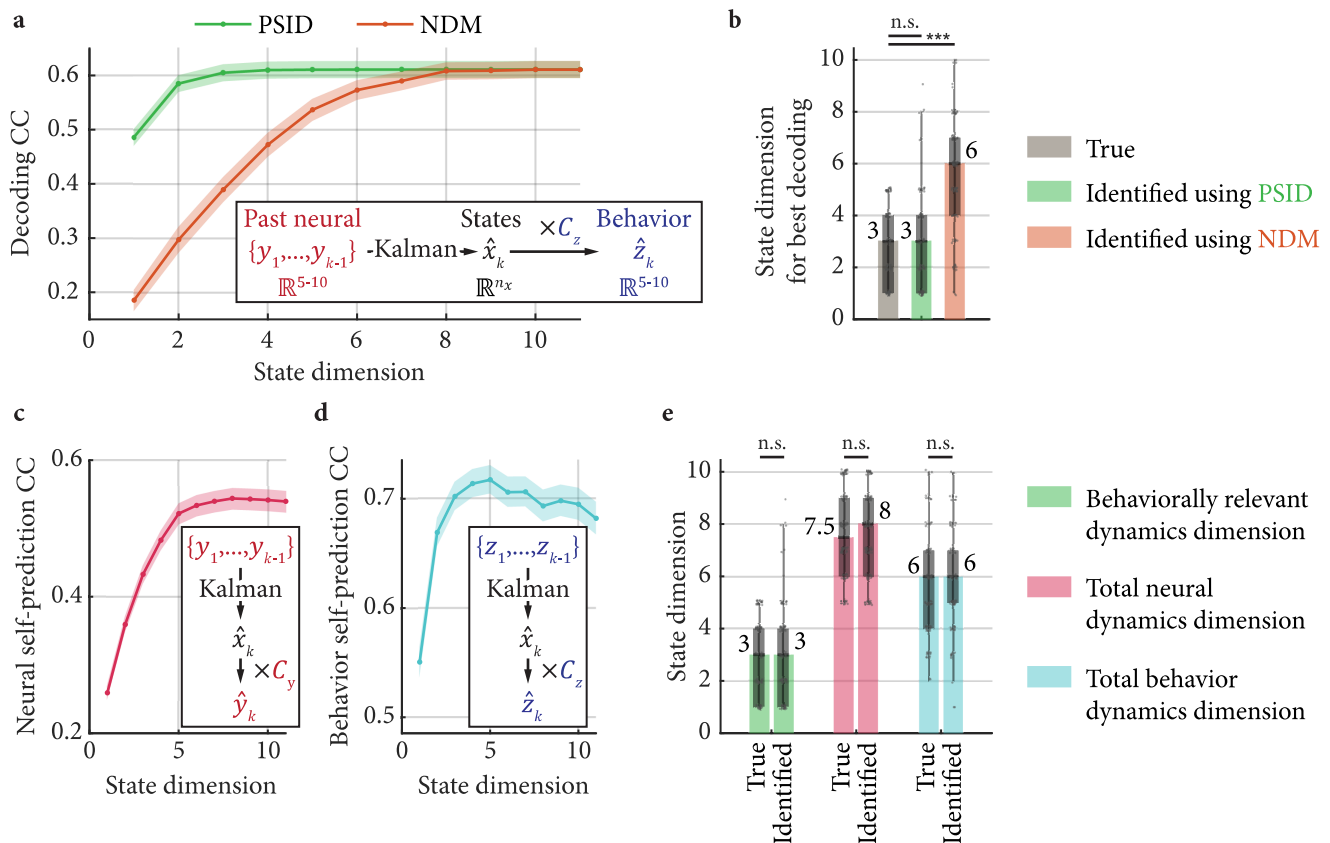 a
PSID
NDM
Decoding CC
0.6
0.5
0.4
0.3
0.2
0
2
4
6
8
10
State dimension
Past neural
States
Behavior
{y₁,...,yₖ₋₁} -Kalman x̂ₖ ×C_z ẑₖ
ℝ⁵⁻¹⁰ ℝⁿˣ ℝ⁵⁻¹⁰
b
n.s.
***
State dimension
for best decoding
10
8
6
4
2
0
3
3
6
True
Identified using PSID
Identified using NDM
c
Neural self-prediction CC
0.6
0.4
0.2
0
5
10
State dimension
{y₁,...,yₖ₋₁}
Kalman
x̂ₖ
×C_y
ŷₖ
d
Behavior self-prediction CC
0.7
0.6
0.5
0
5
10
State dimension
{z₁,...,zₖ₋₁}
Kalman
x̂ₖ
×C_z
ẑₖ
e
n.s.
n.s.
n.s.
State dimension
10
8
6
4
2
0
3
3
7.5
8
6
6
True
Identified
True
Identified
True
Identified
Behaviorally relevant
dynamics dimension
Total neural
dynamics dimension
Total behavior
dynamics dimension